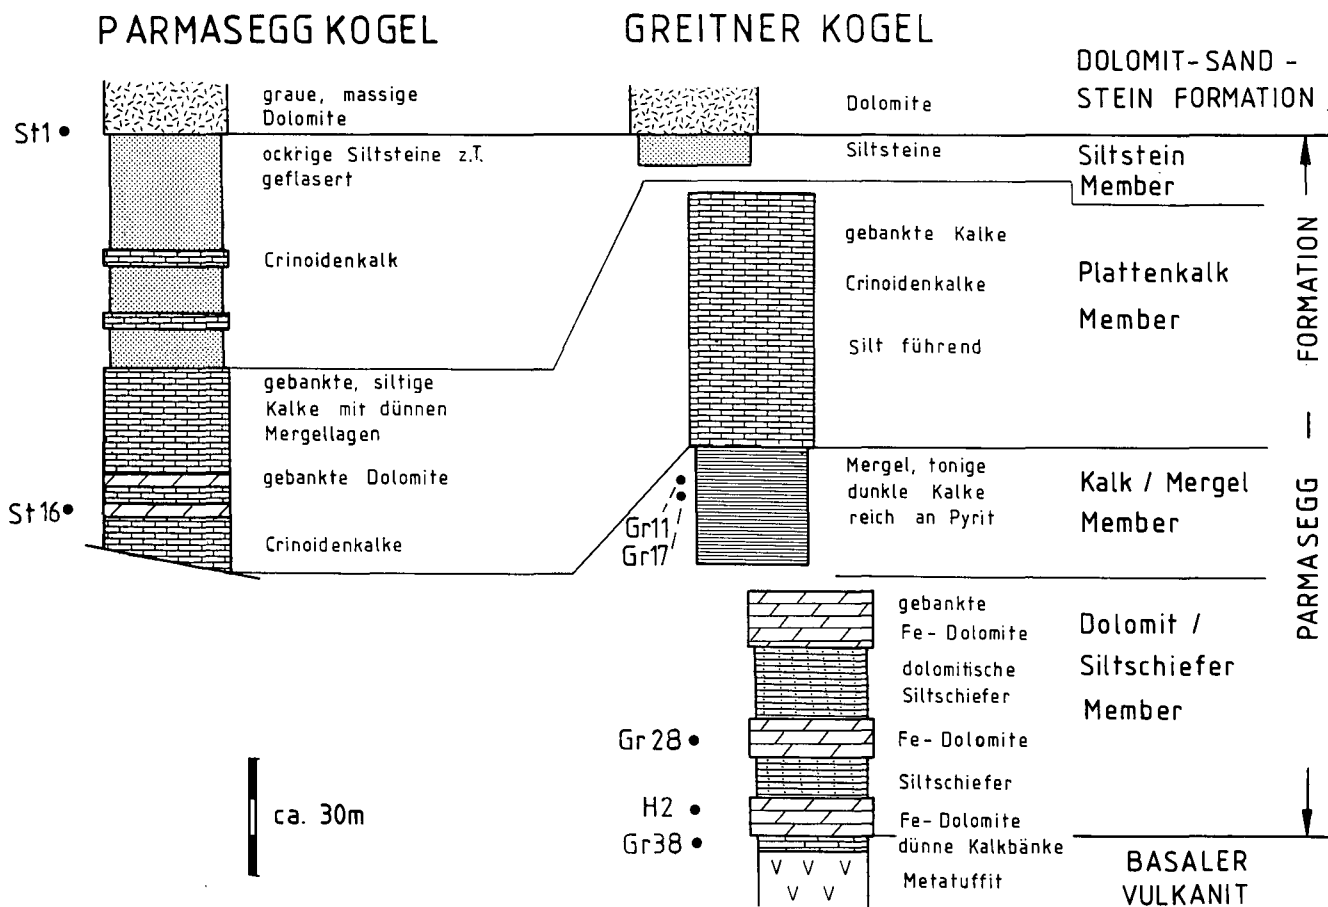 PARMASEGG KOGEL
GREITNER KOGEL
DOLOMIT-SAND-
STEIN FORMATION
graue, massige
Dolomite
Dolomite
St1
ockrige Siltsteine z.T.
geflasert
Siltsteine
Siltstein
Member
Crinoidenkalk
gebankte Kalke
Crinoidenkalke
Silt führend
Plattenkalk
Member
gebankte, siltige
Kalke mit dünnen
Mergellagen
gebankte Dolomite
St16
Crinoidenkalke
Gr11
Gr17
Mergel, tonige
dunkle Kalke
reich an Pyrit
Kalk / Mergel
Member
gebankte
Fe-Dolomite
dolomitische
Siltschiefer
Dolomit /
Siltschiefer
Member
Gr28
Fe-Dolomite
Siltschiefer
H2
Fe-Dolomite
Gr38
dünne Kalkbänke
Metatuffit
BASALER
VULKANIT
PARMASEGG — FORMATION
ca. 30m
V V V
V V